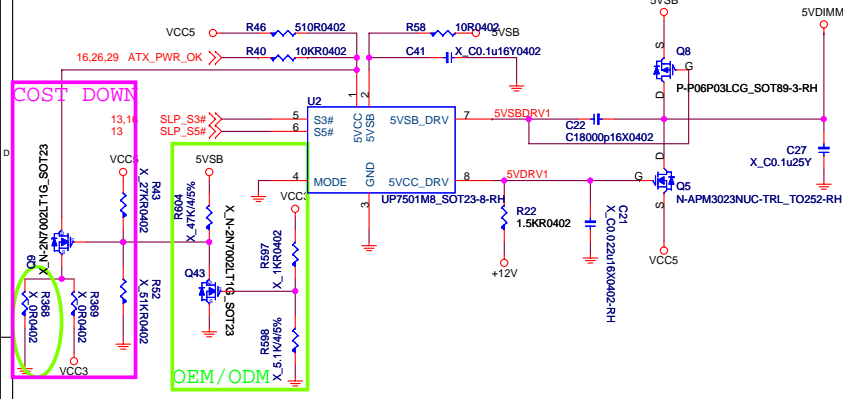 5VSB
5VDIMM
VCC5
R46
510R0402
R58
10R0402
5VSB
16,26,29 ATX_PWR_OK
R40
10KR0402
C41
X_C0.1u16Y0402
S
Q8
G
P-P06P03LCG_SOT89-3-RH
D
COST DOWN
U2
1
2
5VCC
5VSB
13,16
SLP_S3#
5
S3#
13
SLP_S5#
6
S5#
5VSB_DRV
7
5VSBDRV1
C22
C18000p16X0402
C27
X_C0.1u25Y
D
VCC5
5VSB
4
MODE
GND
3
5VCC_DRV
8
5VDRV1
UP7501M8_SOT23-8-RH
D
G
Q5
N-APM3023NUC-TRL_TO252-RH
S
VCC5
R43
X_27KR0402
R604
X_47K/4/5%
X_N-2N7002LT1G_SOT23
VCC3
R22
1.5KR0402
+12V
C21
X_C0.022u16X0402-RH
Q9
X_N-2N7002LT1G_SOT23
R597
X_1KR0402
Q43
R368
X_0R0402
R369
X_0R0402
R52
X_51KR0402
R598
X_5.1K/4/5%
VCC3
OEM/ODM